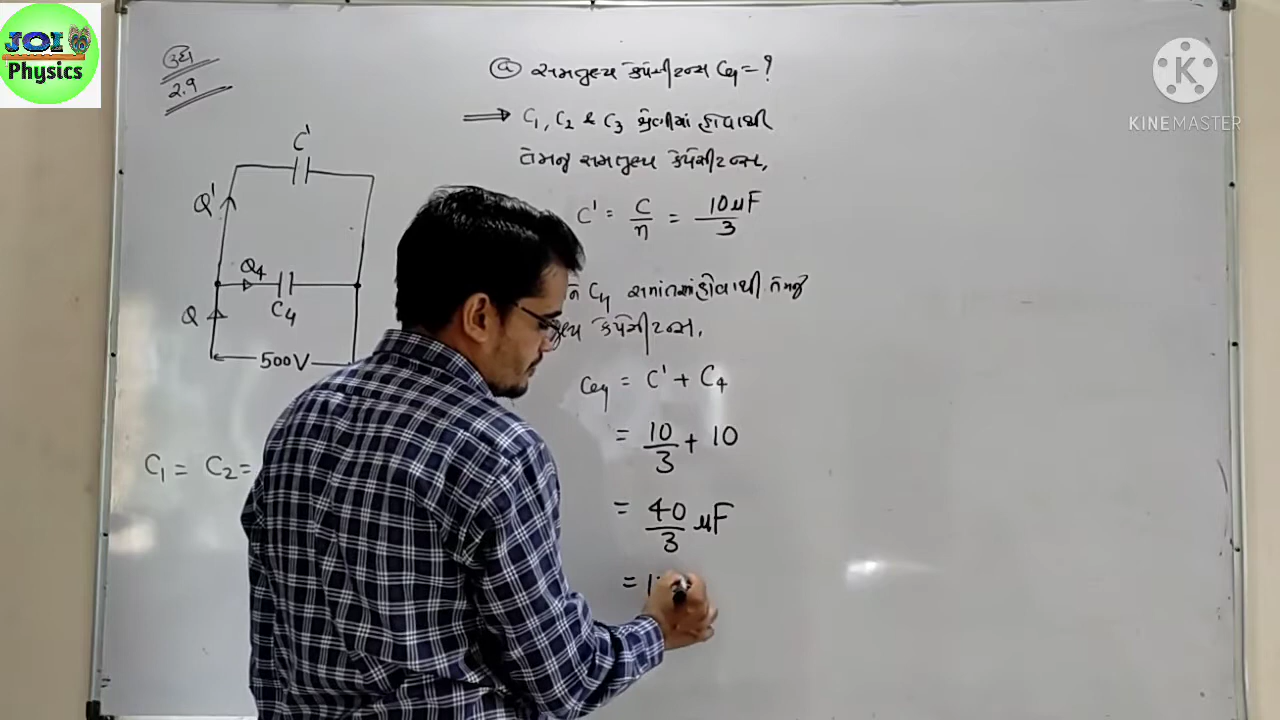 JOI
Physics
KINEMASTER
ઉદા
2.9
a સમતુલ્ય કેપેસીટન્સ Ceq = ?
⇒ C₁, C₂ & C₃ શ્રેણીમાં હોવાથી
તેમનુ સમતુલ્ય કેપેસીટન્સ,
C' = C/n = 10μF/3
C₄ સમાંતરમાં હોવાથી તેમનું
કેપેસીટન્સ,
Ceq = C' + C₄
= 10/3 + 10
= 40/3 μF
= 1
C'
Q'
Q₄
C₄
Q
500V
C₁ = C₂ =